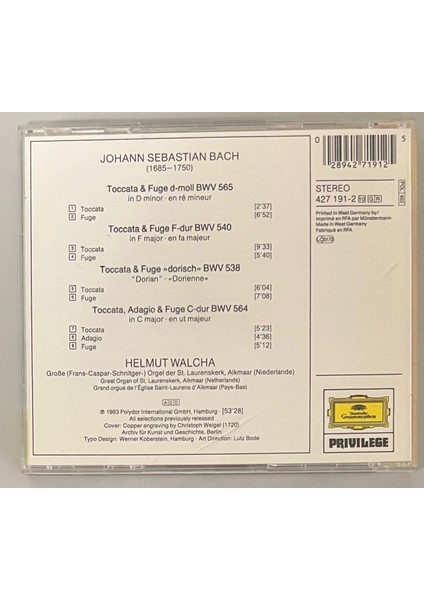 JOHANN SEBASTIAN BACH
(1685–1750)
Toccata & Fuge d-moll BWV 565
in D minor · en ré mineur
1 Toccata [2'37]
2 Fuge [6'52]
Toccata & Fuge F-dur BWV 540
in F major · en fa majeur
3 Toccata [9'33]
4 Fuge [5'40]
Toccata & Fuge »dorisch« BWV 538
"Dorian" · «Dorienne»
5 Toccata [6'04]
6 Fuge [7'08]
Toccata, Adagio & Fuge C-dur BWV 564
in C major · en ut majeur
7 Toccata [5'23]
8 Adagio [4'36]
9 Fuge [5'12]
HELMUT WALCHA
Große (Frans-Caspar-Schnitger-) Orgel der St. Laurenskerk, Alkmaar (Niederlande)
Great Organ of St. Laurenskerk, Alkmaar (Netherlands)
Grand orgue de l'Église Saint-Laurens d'Alkmaar (Pays-Bas)
ADD
℗ 1963 Polydor International GmbH, Hamburg · [53'26]
All selections previously released
Cover: Copper engraving by Christoph Weigel (1720)
Archiv für Kunst und Geschichte, Berlin
Typo Design: Werner Koberstein, Hamburg · Art Direction: Lutz Bode
0 28942 71912 5
STEREO
427 191-2
Printed in West Germany by/
imprimé en RFA par Münstermann
Made in West Germany
Fabriqué en RFA
Deutsche
Grammophon
PRIVILEGE